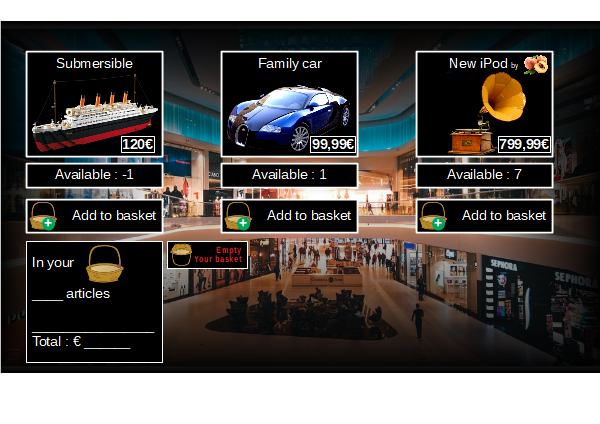 Submersible
120€
Available : -1
Add to basket
Family car
99,99€
Available : 1
Add to basket
New iPod by
799,99€
Available : 7
Add to basket
In your
____ articles
________________
Total : € ______
Empty
Your basket
SEPHORA
SEPHORA